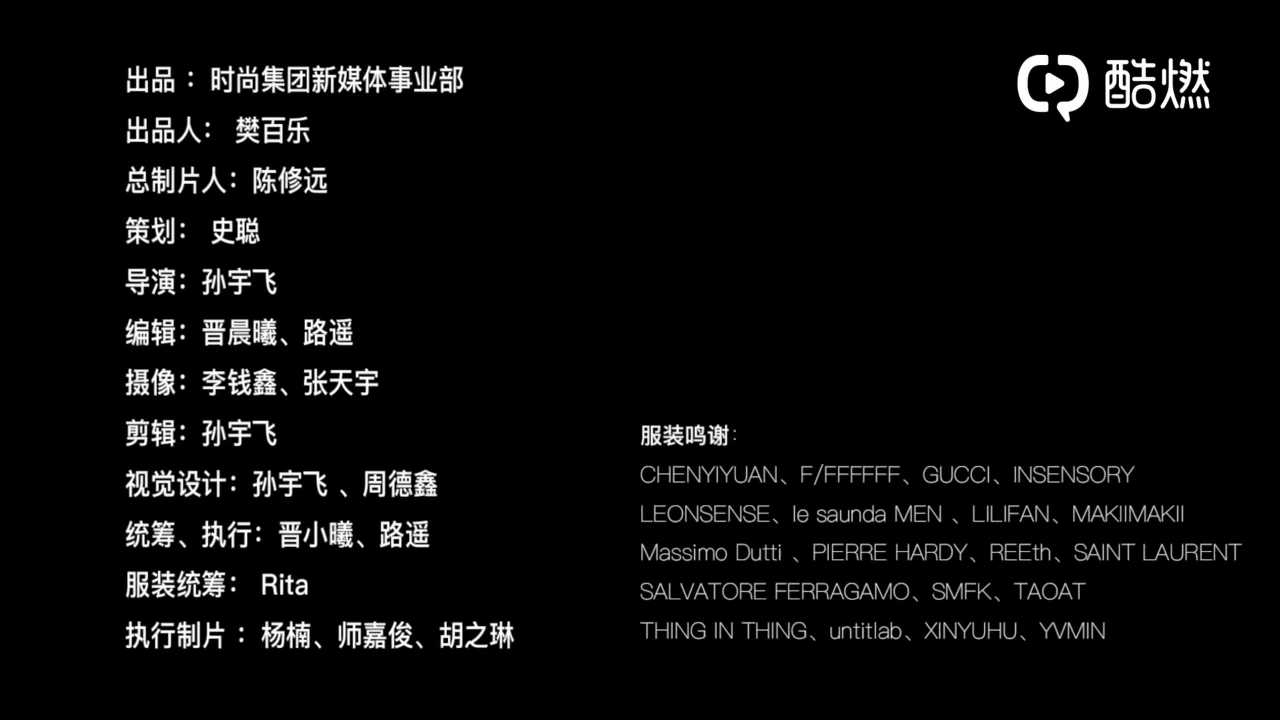 酷燃
出品 ：时尚集团新媒体事业部
出品人： 樊百乐
总制片人：陈修远
策划： 史聪
导演：孙宇飞
编辑：晋晨曦、路遥
摄像：李钱鑫、张天宇
剪辑：孙宇飞
视觉设计：孙宇飞 、周德鑫
统筹、执行：晋小曦、路遥
服装统筹： Rita
执行制片 ：杨楠、师嘉俊、胡之琳
服装鸣谢：
CHENYIYUAN、F/FFFFFF、GUCCI、INSENSORY
LEONSENSE、le saunda MEN 、LILIFAN、MAKIIMAKII
Massimo Dutti 、PIERRE HARDY、REEth、SAINT LAURENT
SALVATORE FERRAGAMO、SMFK、TAOAT
THING IN THING、untitlab、XINYUHU、YVMIN